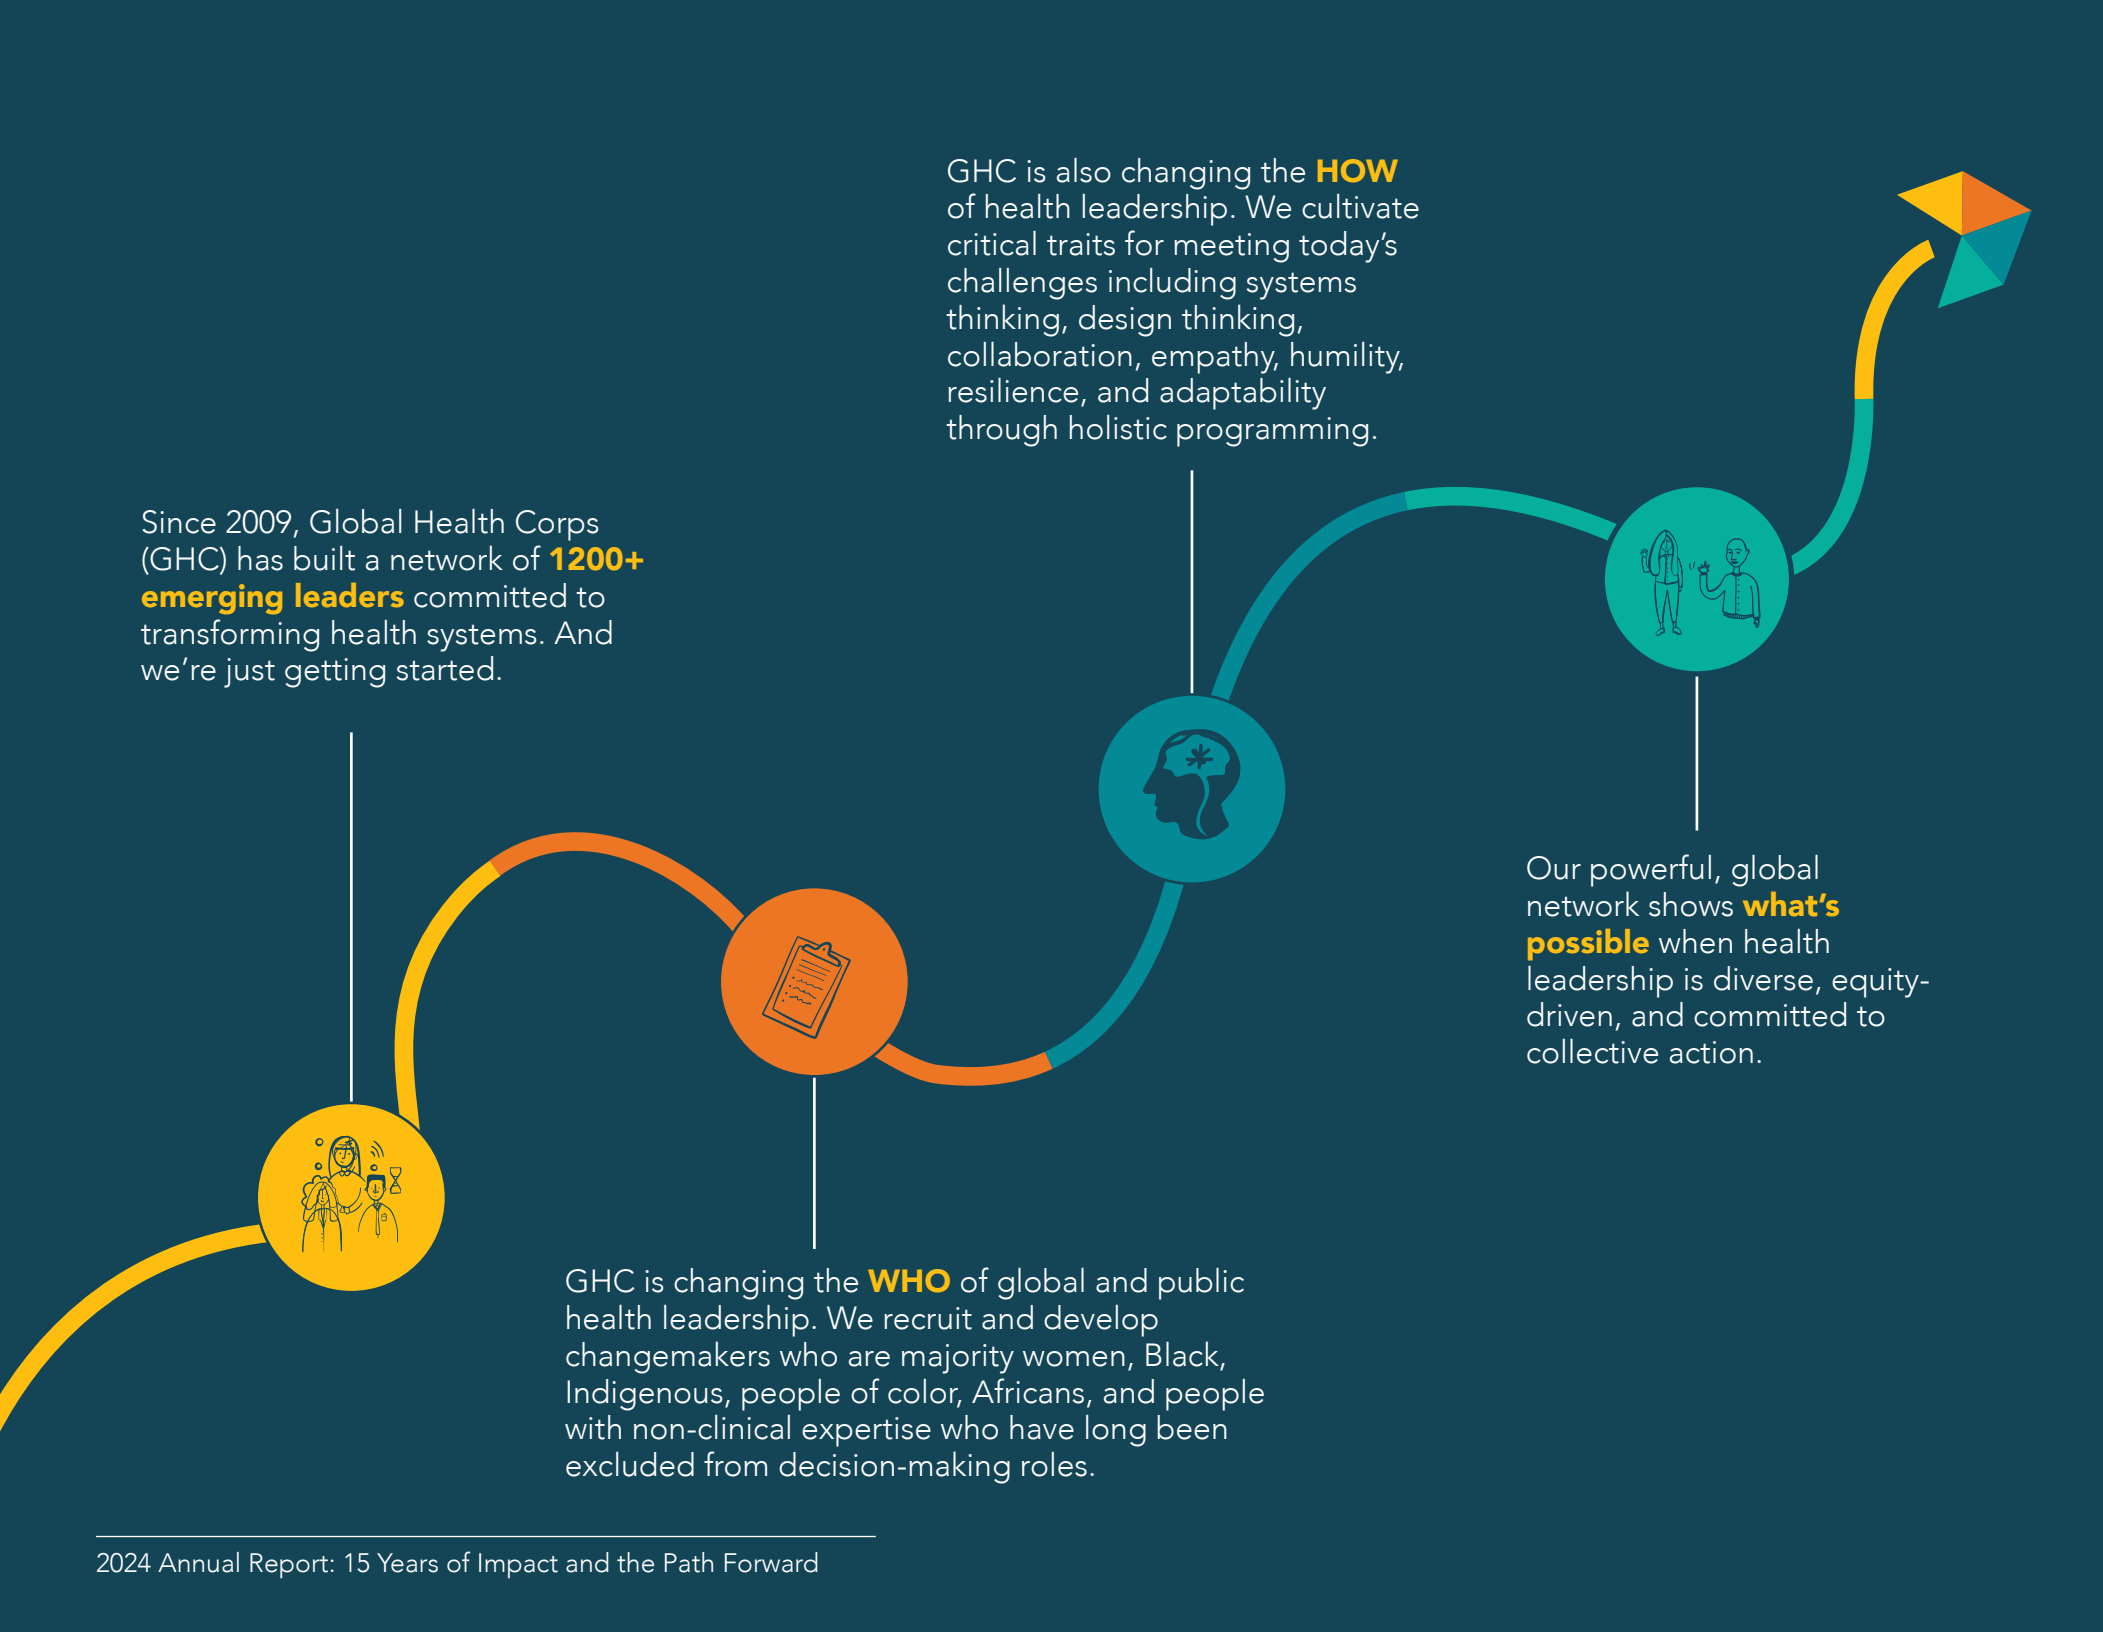 Since 2009, Global Health Corps
(GHC) has built a network of 1200+
emerging leaders committed to
transforming health systems. And
we’re just getting started.
GHC is changing the WHO of global and public
health leadership. We recruit and develop
changemakers who are majority women, Black,
Indigenous, people of color, Africans, and people
with non-clinical expertise who have long been
excluded from decision-making roles.
GHC is also changing the HOW
of health leadership. We cultivate
critical traits for meeting today’s
challenges including systems
thinking, design thinking,
collaboration, empathy, humility,
resilience, and adaptability
through holistic programming.
Our powerful, global
network shows what’s
possible when health
leadership is diverse, equity-
driven, and committed to
collective action.
2024 Annual Report: 15 Years of Impact and the Path Forward